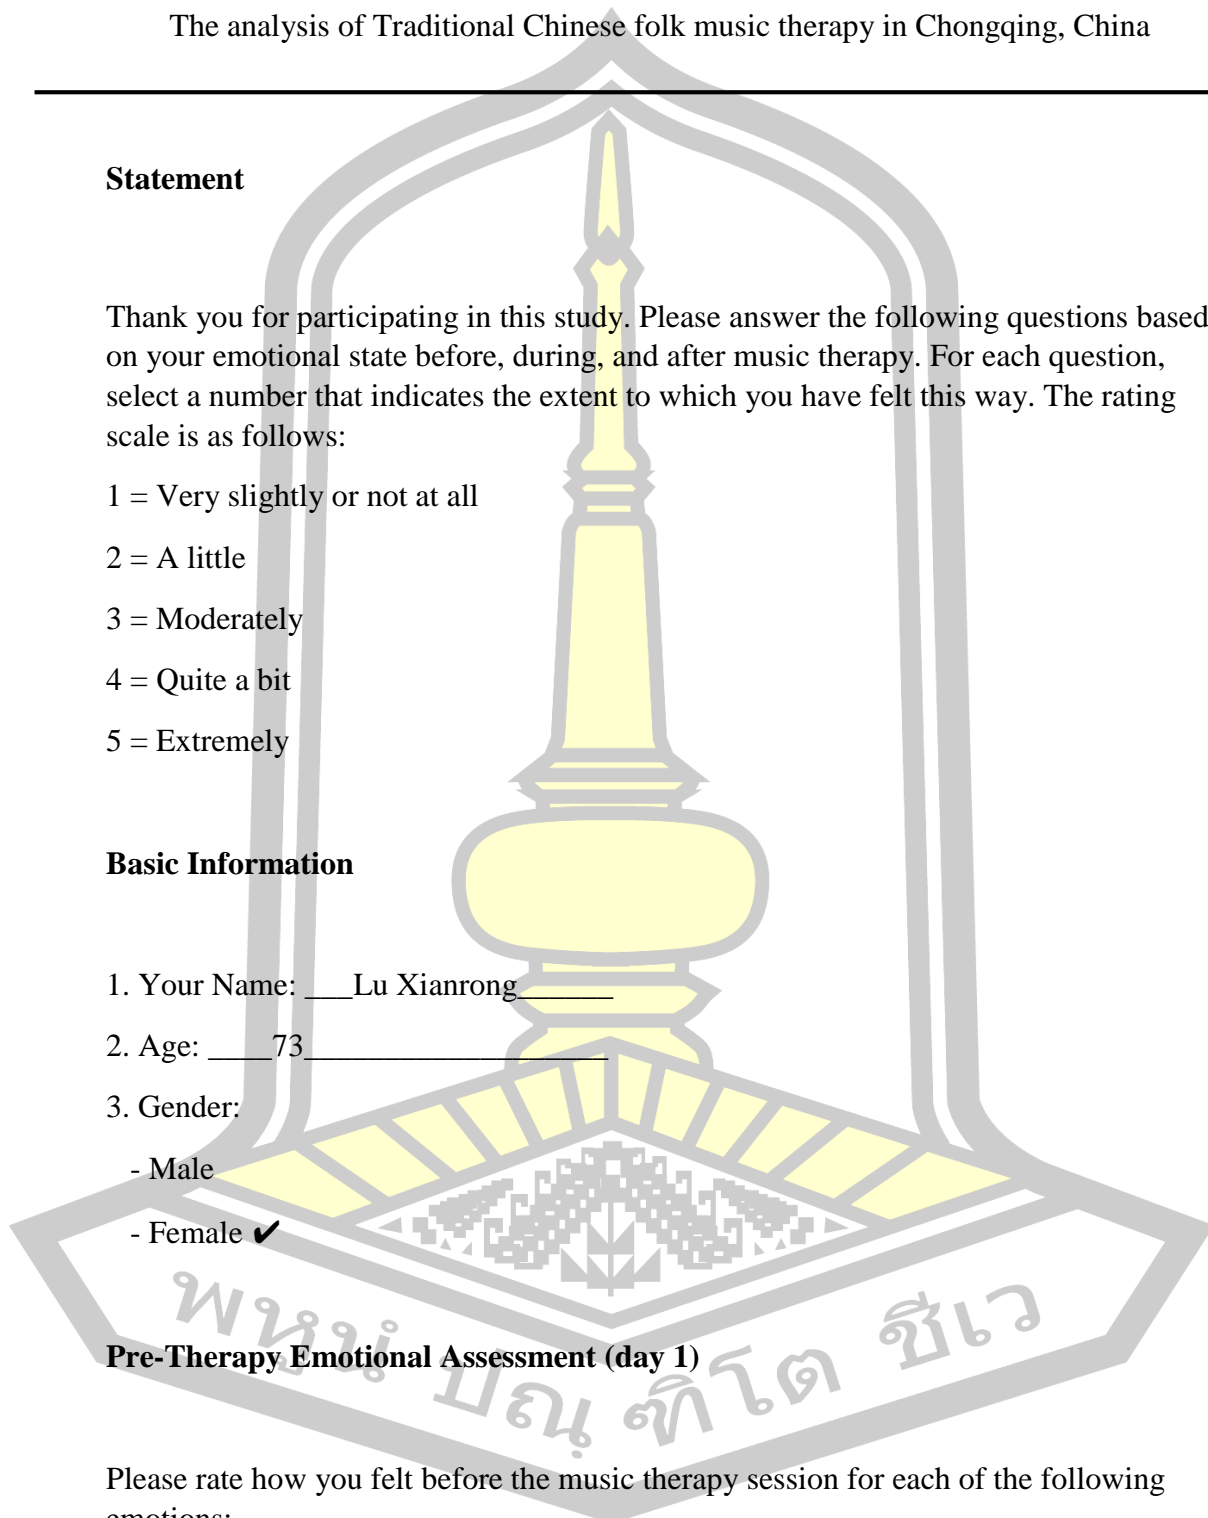 The analysis of Traditional Chinese folk music therapy in Chongqing, China
Statement
Thank you for participating in this study. Please answer the following questions based
on your emotional state before, during, and after music therapy. For each question,
select a number that indicates the extent to which you have felt this way. The rating
scale is as follows:
1 = Very slightly or not at all
2 = A little
3 = Moderately
4 = Quite a bit
5 = Extremely
Basic Information
1. Your Name: ___Lu Xianrong______
2. Age: ____73___________________
3. Gender:
- Male
- Female ✔
Pre-Therapy Emotional Assessment (day 1)
พหูนํ ปณฺฑิโต ชีเว
Please rate how you felt before the music therapy session for each of the following
emotions: